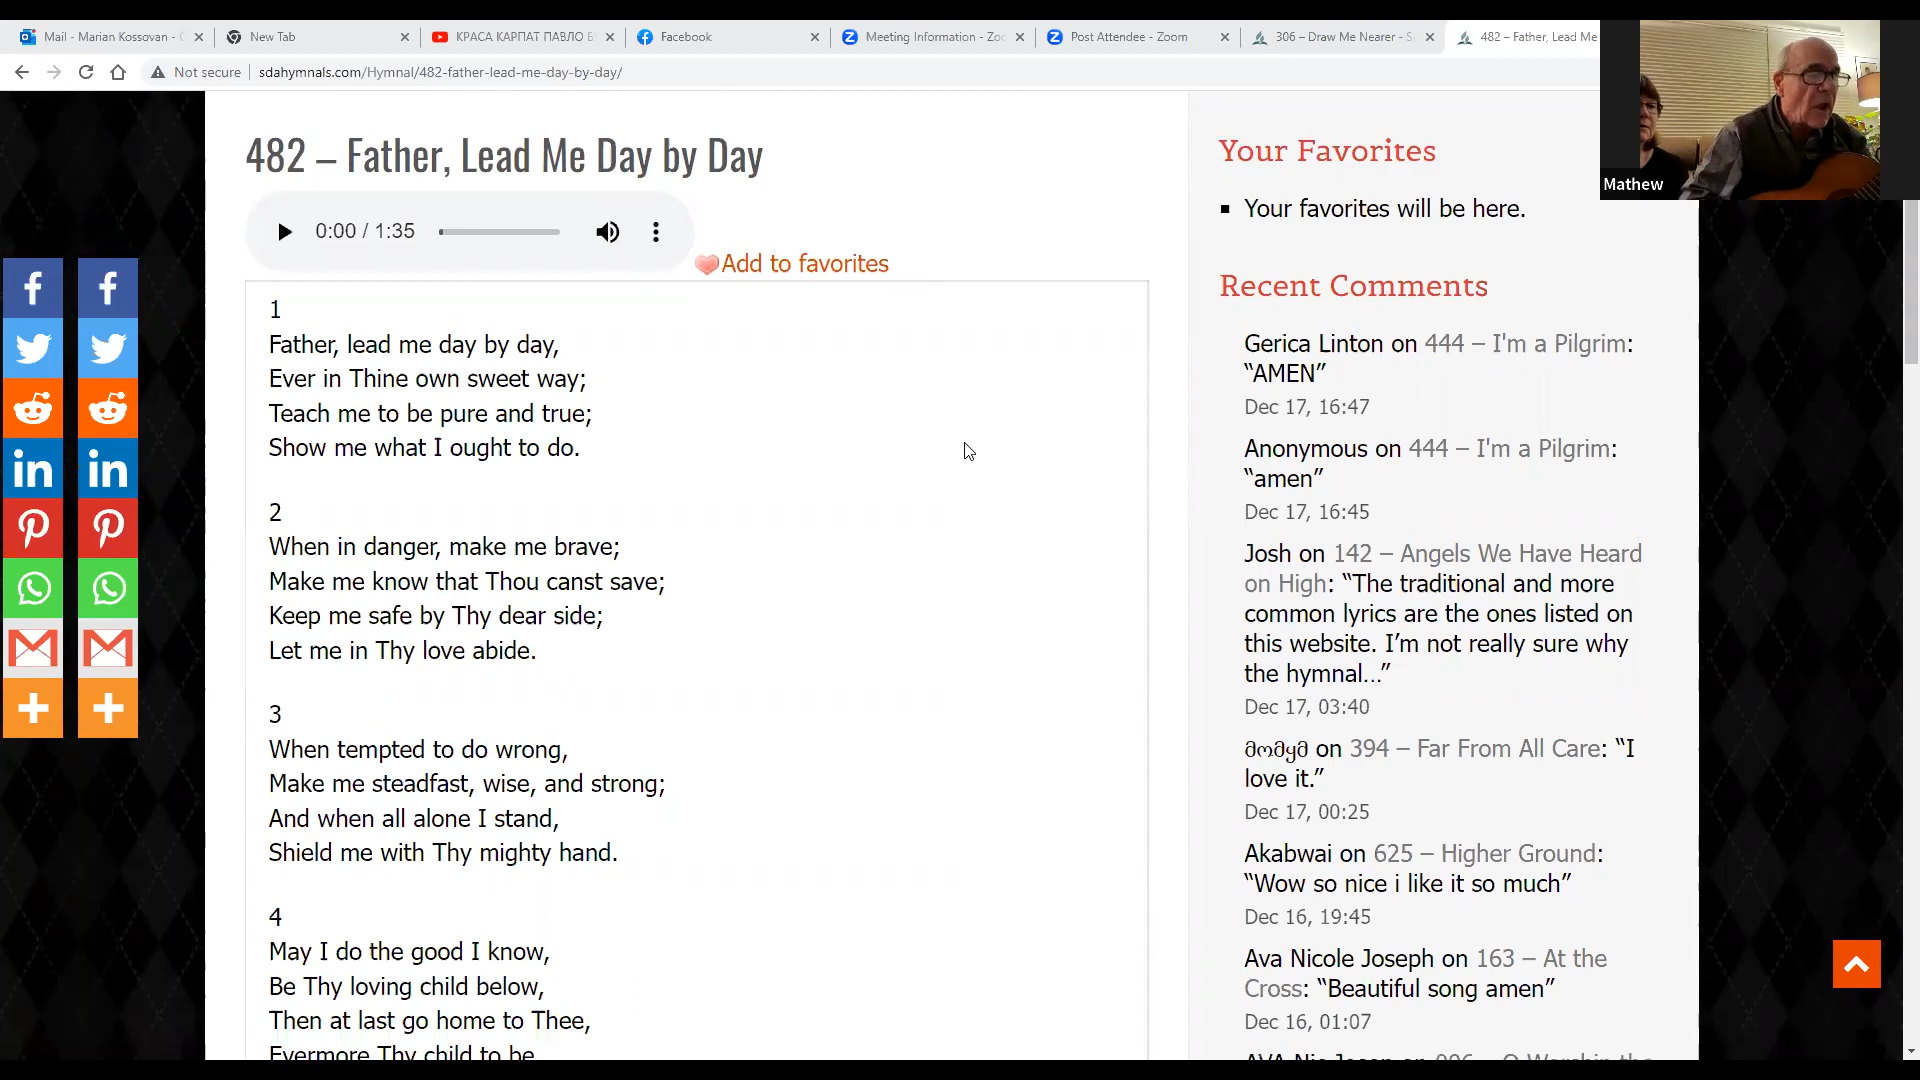 Mail - Marian Kossovan -
New Tab
КРАСА КАРПАТ ПАВЛО
Facebook
Meeting Information - Zoo
Post Attendee - Zoom
306 – Draw Me Nearer -
482 – Father, Lead Me
Not secure
sdahymnals.com/Hymnal/482-father-lead-me-day-by-day/
Mathew
482 – Father, Lead Me Day by Day
0:00 / 1:35
Add to favorites
1
Father, lead me day by day,
Ever in Thine own sweet way;
Teach me to be pure and true;
Show me what I ought to do.
2
When in danger, make me brave;
Make me know that Thou canst save;
Keep me safe by Thy dear side;
Let me in Thy love abide.
3
When tempted to do wrong,
Make me steadfast, wise, and strong;
And when all alone I stand,
Shield me with Thy mighty hand.
4
May I do the good I know,
Be Thy loving child below,
Then at last go home to Thee,
Evermore Thy child to be
Your Favorites
Your favorites will be here.
Recent Comments
Gerica Linton on 444 – I'm a Pilgrim:
“AMEN”
Dec 17, 16:47
Anonymous on 444 – I'm a Pilgrim:
“amen”
Dec 17, 16:45
Josh on 142 – Angels We Have Heard
on High: “The traditional and more
common lyrics are the ones listed on
this website. I’m not really sure why
the hymnal…”
Dec 17, 03:40
მომყმ on 394 – Far From All Care: “I
love it.”
Dec 17, 00:25
Akabwai on 625 – Higher Ground:
“Wow so nice i like it so much”
Dec 16, 19:45
Ava Nicole Joseph on 163 – At the
Cross: “Beautiful song amen”
Dec 16, 01:07